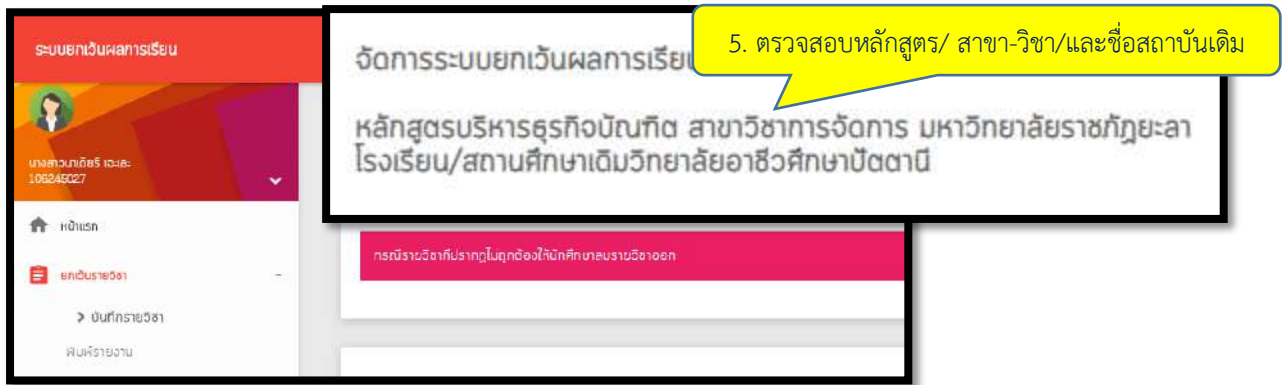 ระบบยกเว้นผลการเรียน
106245027
หน้าแรก
ยกเว้นรายวิชา
บันทึกรายวิชา
พิมพ์รายงาน
จัดการระบบยกเว้นผลการเรีย
5. ตรวจสอบหลักสูตร/ สาขา-วิชา/และชื่อสถาบันเดิม
หลักสูตรบริหารธุรกิจบัณฑิต สาขาวิชาการจัดการ มหาวิทยาลัยราชภัฏยะลา
โรงเรียน/สถานศึกษาเดิมวิทยาลัยอาชีวศึกษาปัตตานี
กรณีรายวิชาที่ปรากฏไม่ถูกต้องให้นักศึกษาลบรายวิชาออก